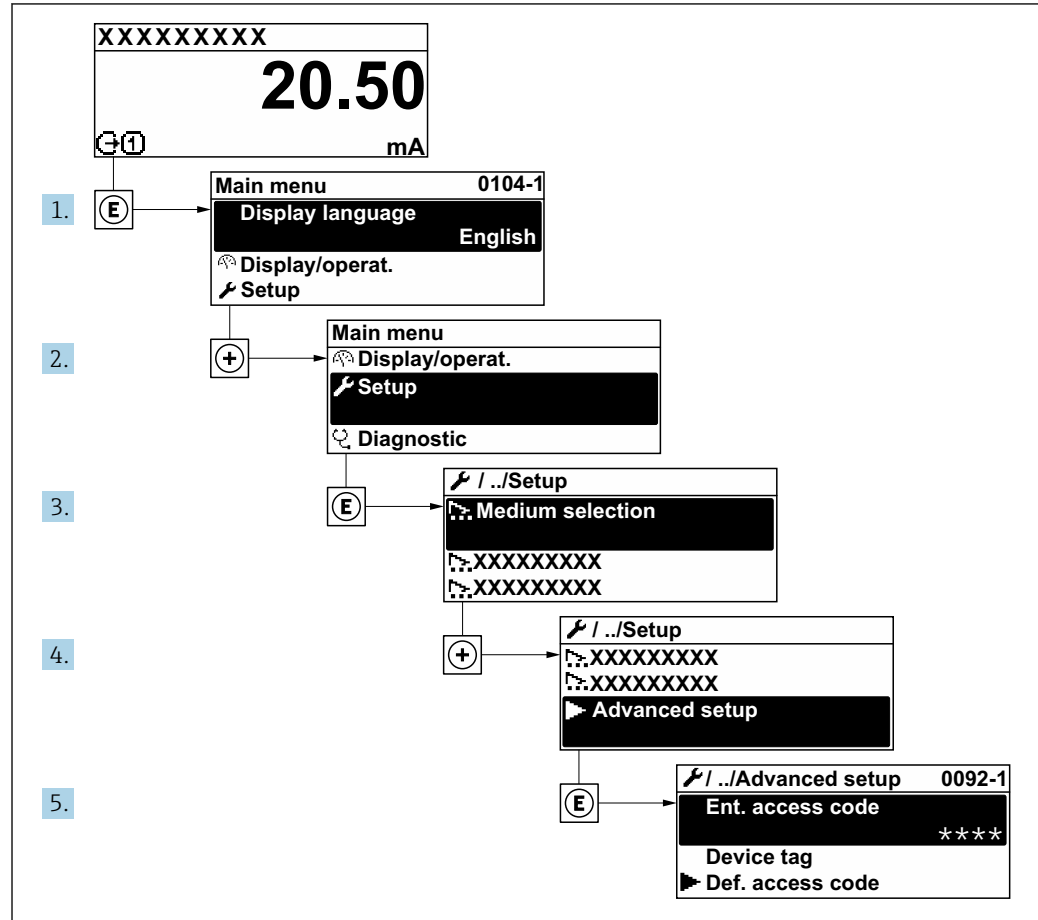 XXXXXXXXX
20.50
1 mA
1. E
Main menu 0104-1
Display language
English
Display/operat.
Setup
2. +
Main menu
Display/operat.
Setup
Diagnostic
3. E
/ ../Setup
Medium selection
XXXXXXXXX
XXXXXXXXX
4. +
/ ../Setup
XXXXXXXXX
XXXXXXXXX
Advanced setup
5. E
/ ../Advanced setup 0092-1
Ent. access code
****
Device tag
Def. access code